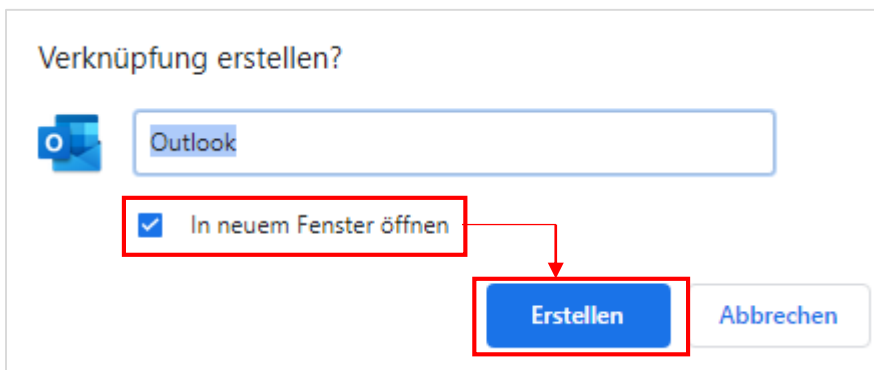 Verknüpfung erstellen?
O
Outlook
In neuem Fenster öffnen
Erstellen Abbrechen